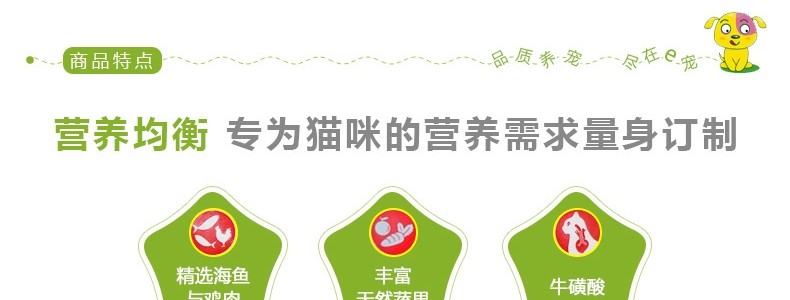 商品特点
品质养宠 尽在e宠
营养均衡 专为猫咪的营养需求量身订制
精选海鱼
与鸡肉
丰富
天然蔬果
牛磺酸